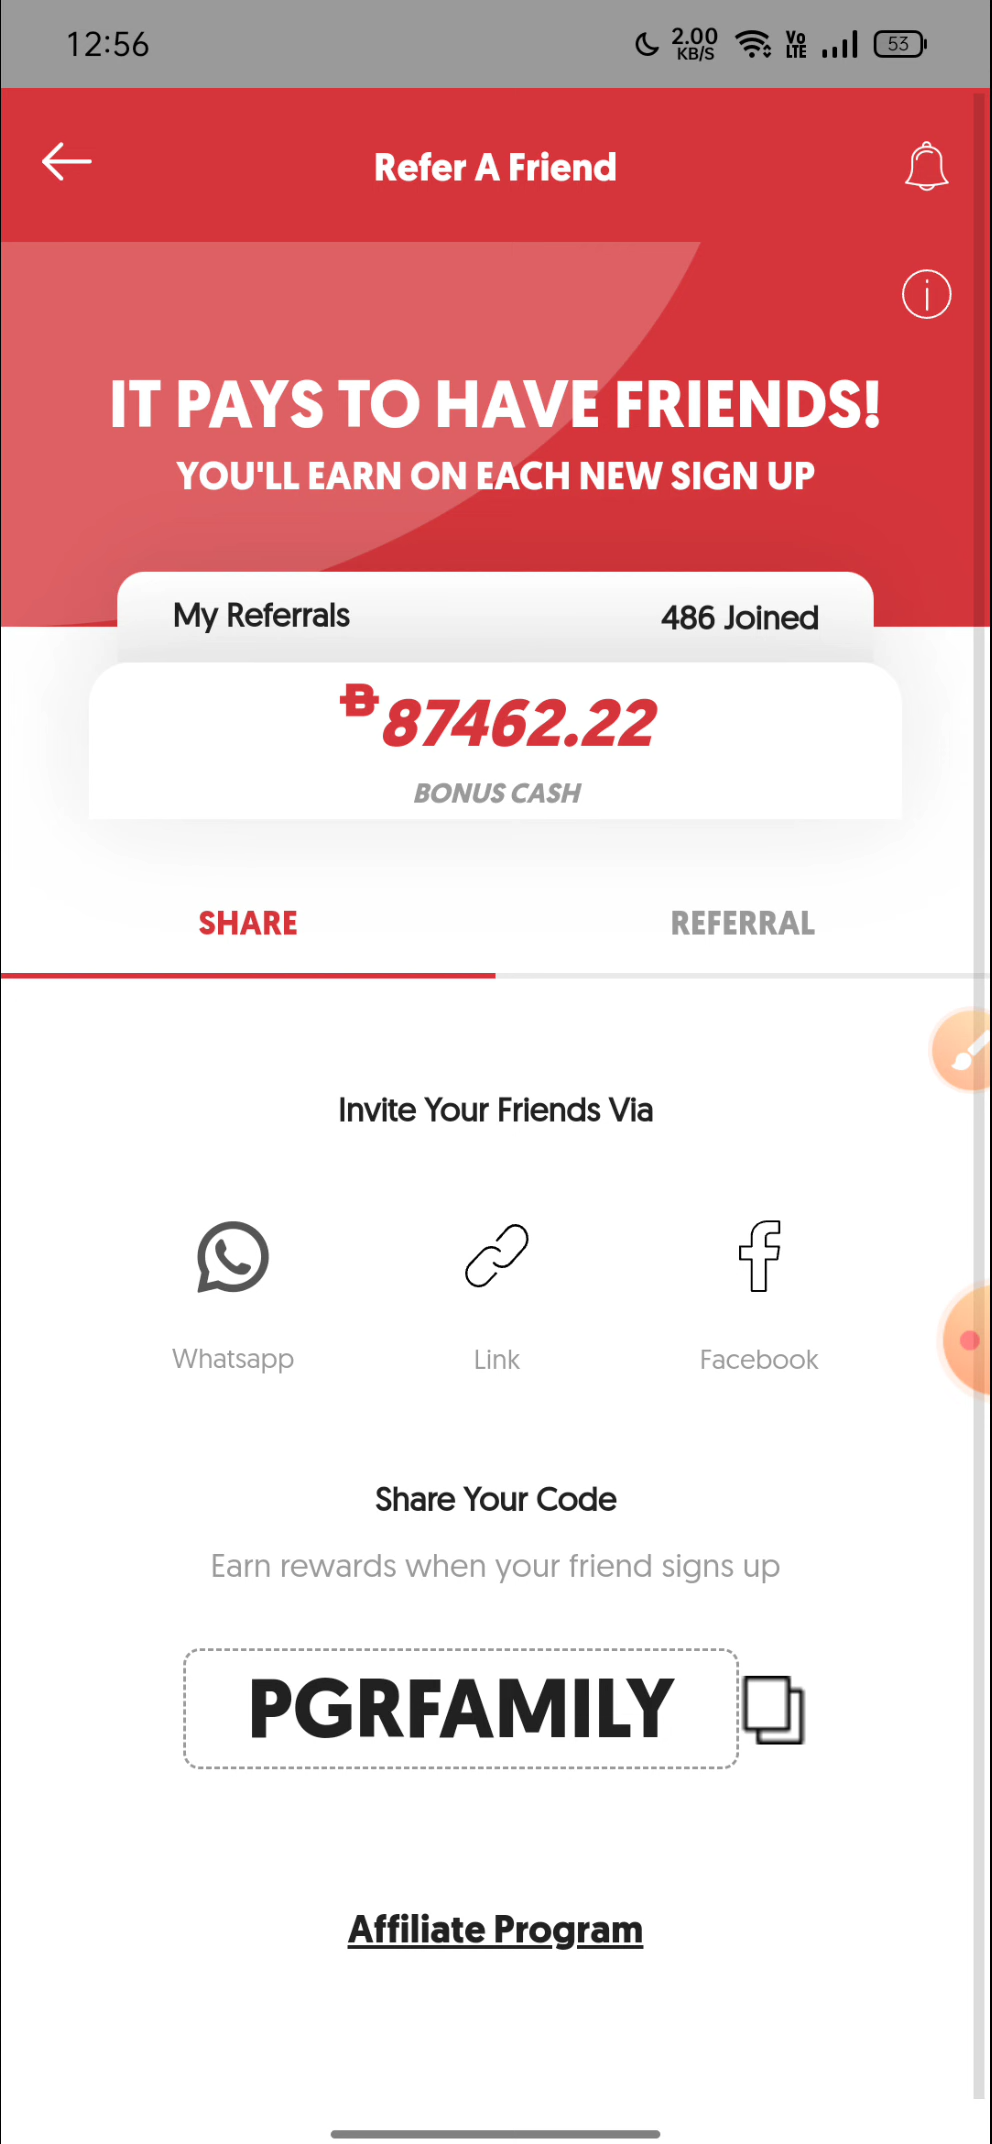 12:56
2.00
KB/S
Vo
LTE
53
Refer A Friend
IT PAYS TO HAVE FRIENDS!
YOU'LL EARN ON EACH NEW SIGN UP
My Referrals
486 Joined
B87462.22
BONUS CASH
SHARE
REFERRAL
Invite Your Friends Via
Whatsapp
Link
Facebook
Share Your Code
Earn rewards when your friend signs up
PGRFAMILY
Affiliate Program